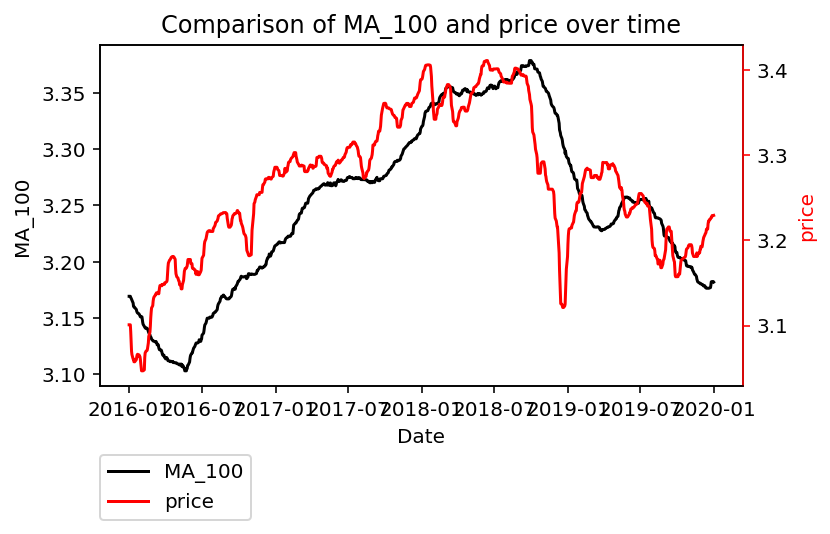 Comparison of MA_100 and price over time
3.35
3.30
3.25
3.20
3.15
3.10
MA_100
3.4
3.3
3.2
3.1
price
2016-01 2016-07 2017-01 2017-07 2018-01 2018-07 2019-01 2019-07 2020-01
Date
MA_100
price